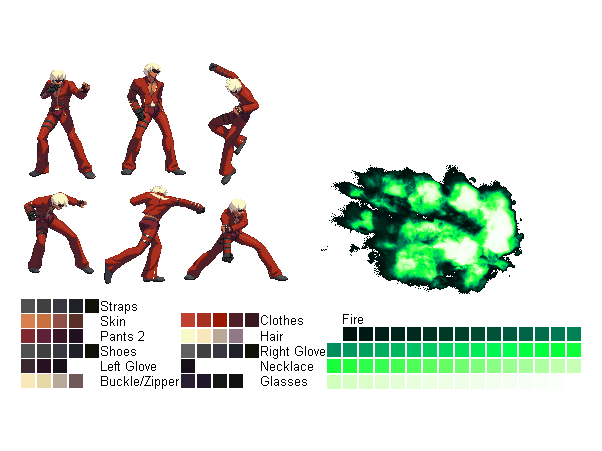 Straps
Skin
Pants 2
Shoes
Left Glove
Buckle/Zipper
Clothes
Hair
Right Glove
Necklace
Glasses
Fire